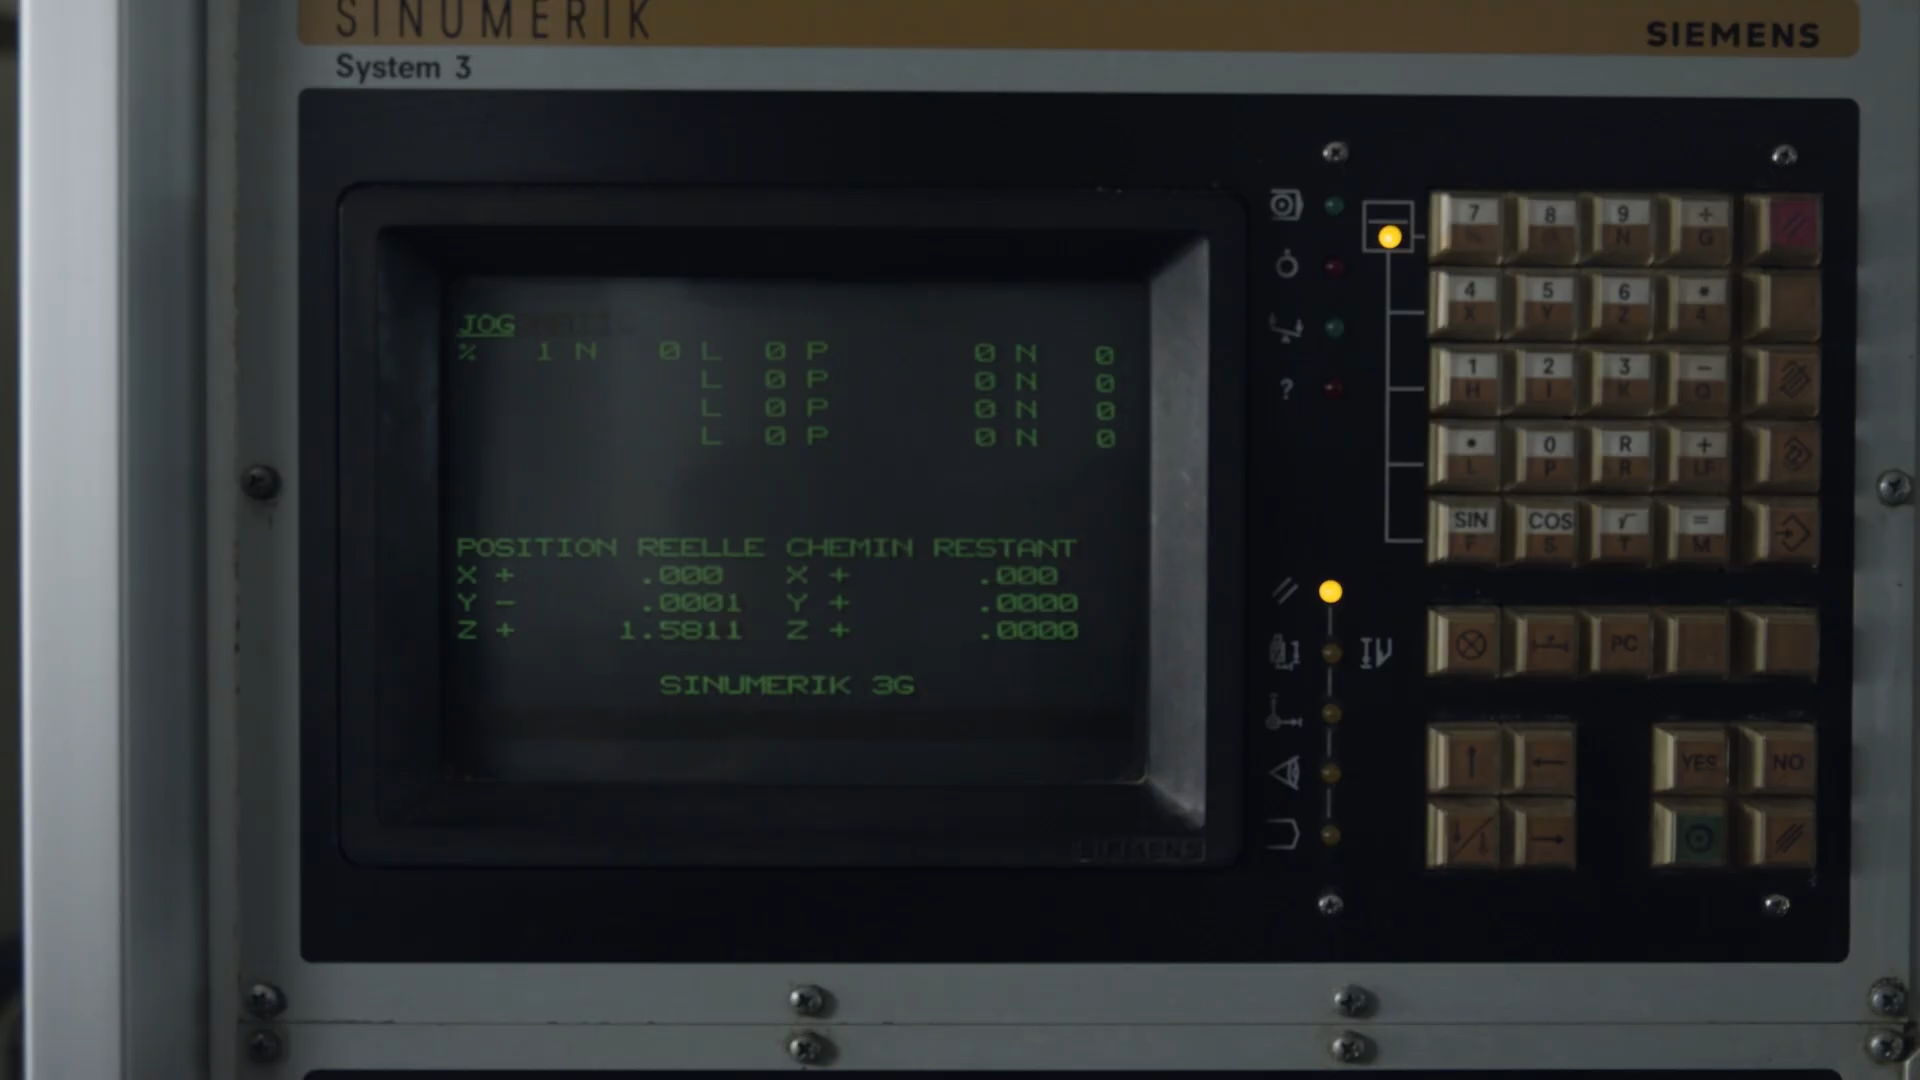 SINUMERIK
SIEMENS
System 3
JOG
% 1 N 0 L 0 P 0 N 0
L 0 P 0 N 0
L 0 P 0 N 0
L 0 P 0 N 0
POSITION REELLE CHEMIN RESTANT
X + .000 X + .000
Y - .0001 Y + .0000
Z + 1.5811 Z + .0000
SINUMERIK 3G
SIEMENS
?
7 8 9 +
N G
4 5 6 *
X Y Z
1 2 3 -
H I K Q
• 0 R +
L P R LF
SIN COS √ =
F S T M
PC
YES NO